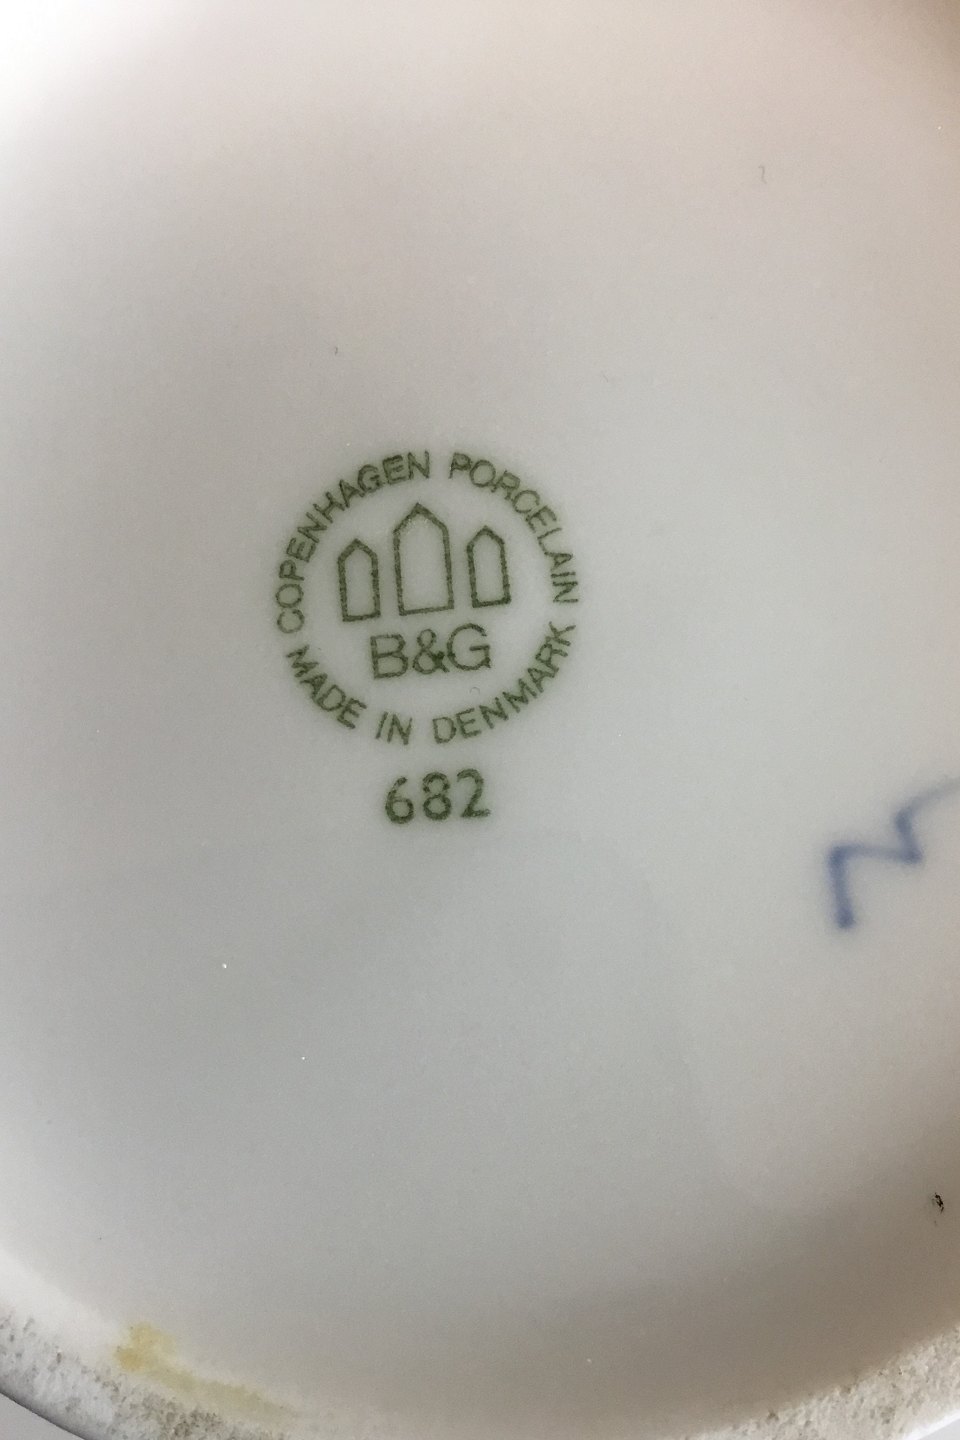 COPENHAGEN PORCELAIN
B&G
MADE IN DENMARK
682